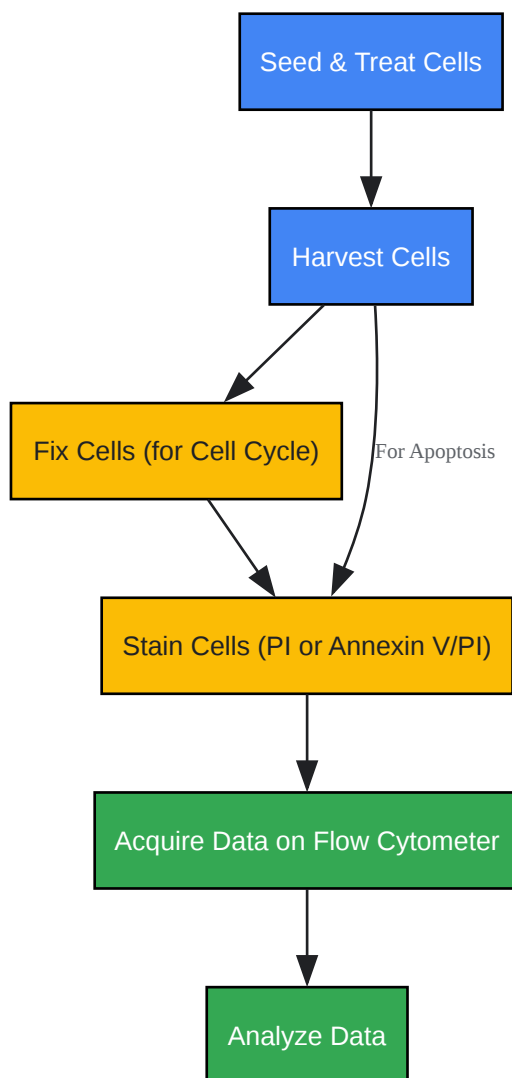 Seed & Treat Cells
Harvest Cells
Fix Cells (for Cell Cycle)
For Apoptosis
Stain Cells (PI or Annexin V/PI)
Acquire Data on Flow Cytometer
Analyze Data